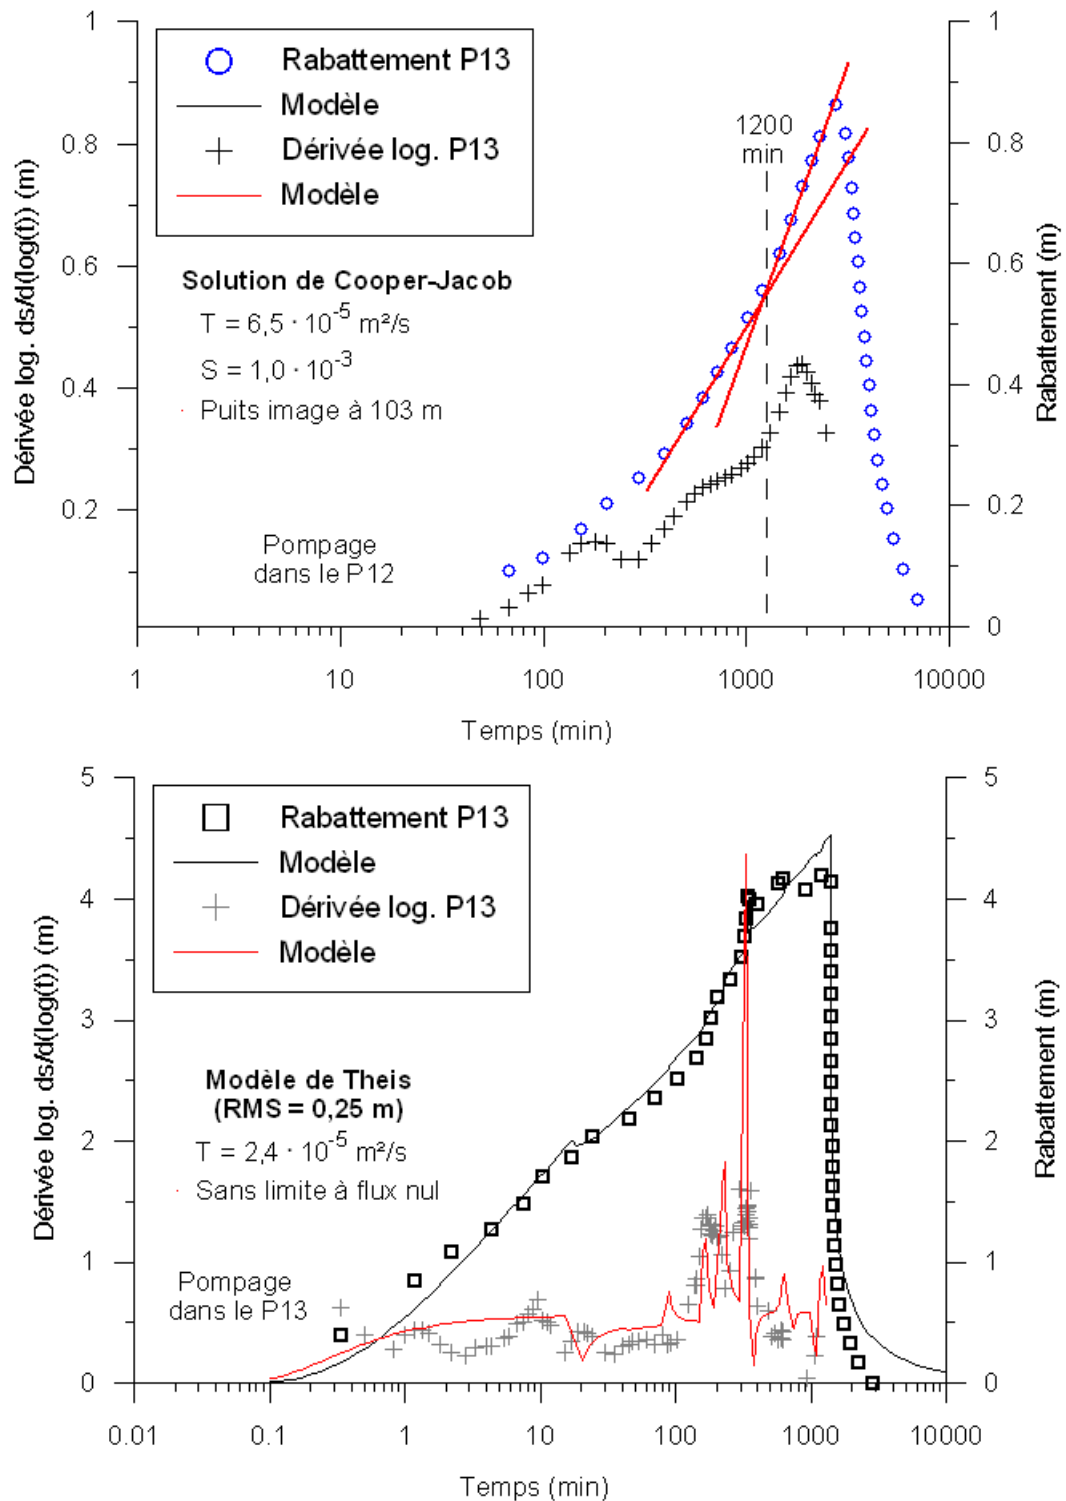 Rabattement P13
Modèle
Dérivée log. P13
Modèle
1200
min
Solution de Cooper-Jacob
T = 6,5 · 10^-5 m²/s
S = 1,0 · 10^-3
· Puits image à 103 m
Pompage
dans le P12
Dérivée log. ds/d(log(t)) (m)
1
0.8
0.6
0.4
0.2
Rabattement (m)
1
0.8
0.6
0.4
0.2
0
1 10 100 1000 10000
Temps (min)
Rabattement P13
Modèle
Dérivée log. P13
Modèle
Modèle de Theis
(RMS = 0,25 m)
T = 2,4 · 10^-5 m²/s
· Sans limite à flux nul
Pompage
dans le P13
Dérivée log. ds/d(log(t)) (m)
5
4
3
2
1
0
Rabattement (m)
5
4
3
2
1
0
0.01 0.1 1 10 100 1000 10000
Temps (min)